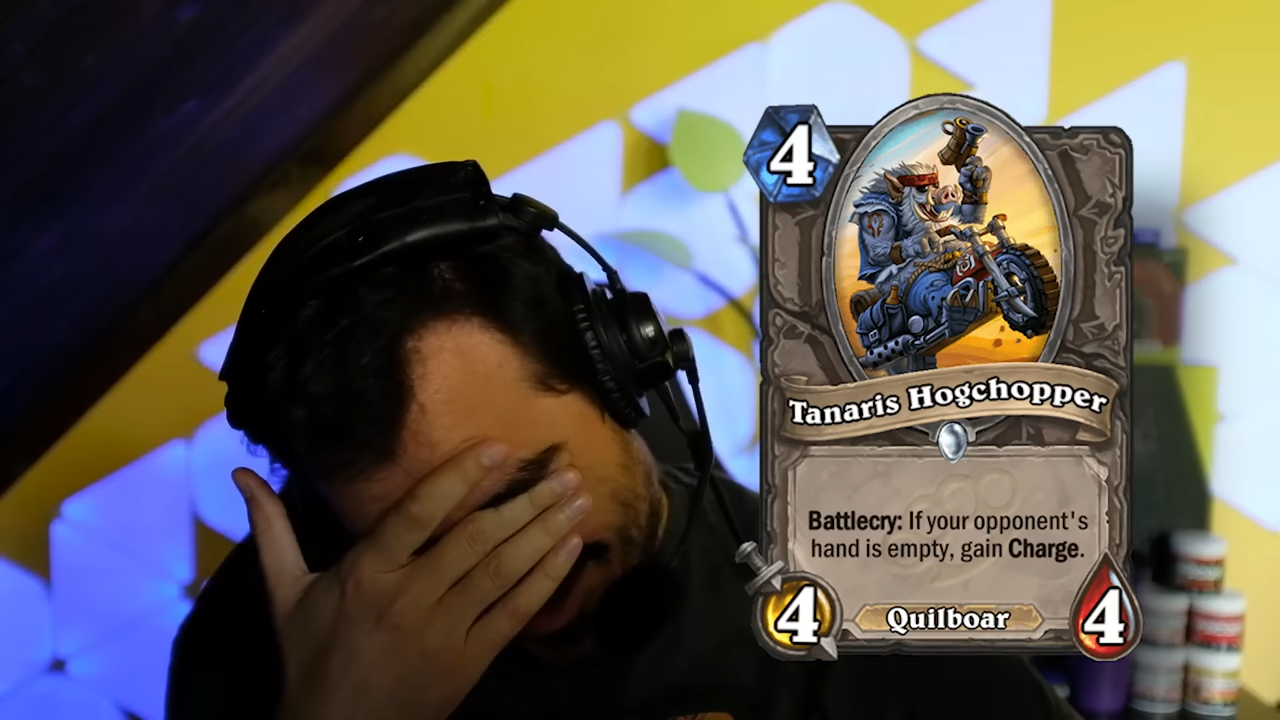 4
Tanaris Hogchopper
Battlecry: If your opponent's
hand is empty, gain Charge.
4
Quilboar
4